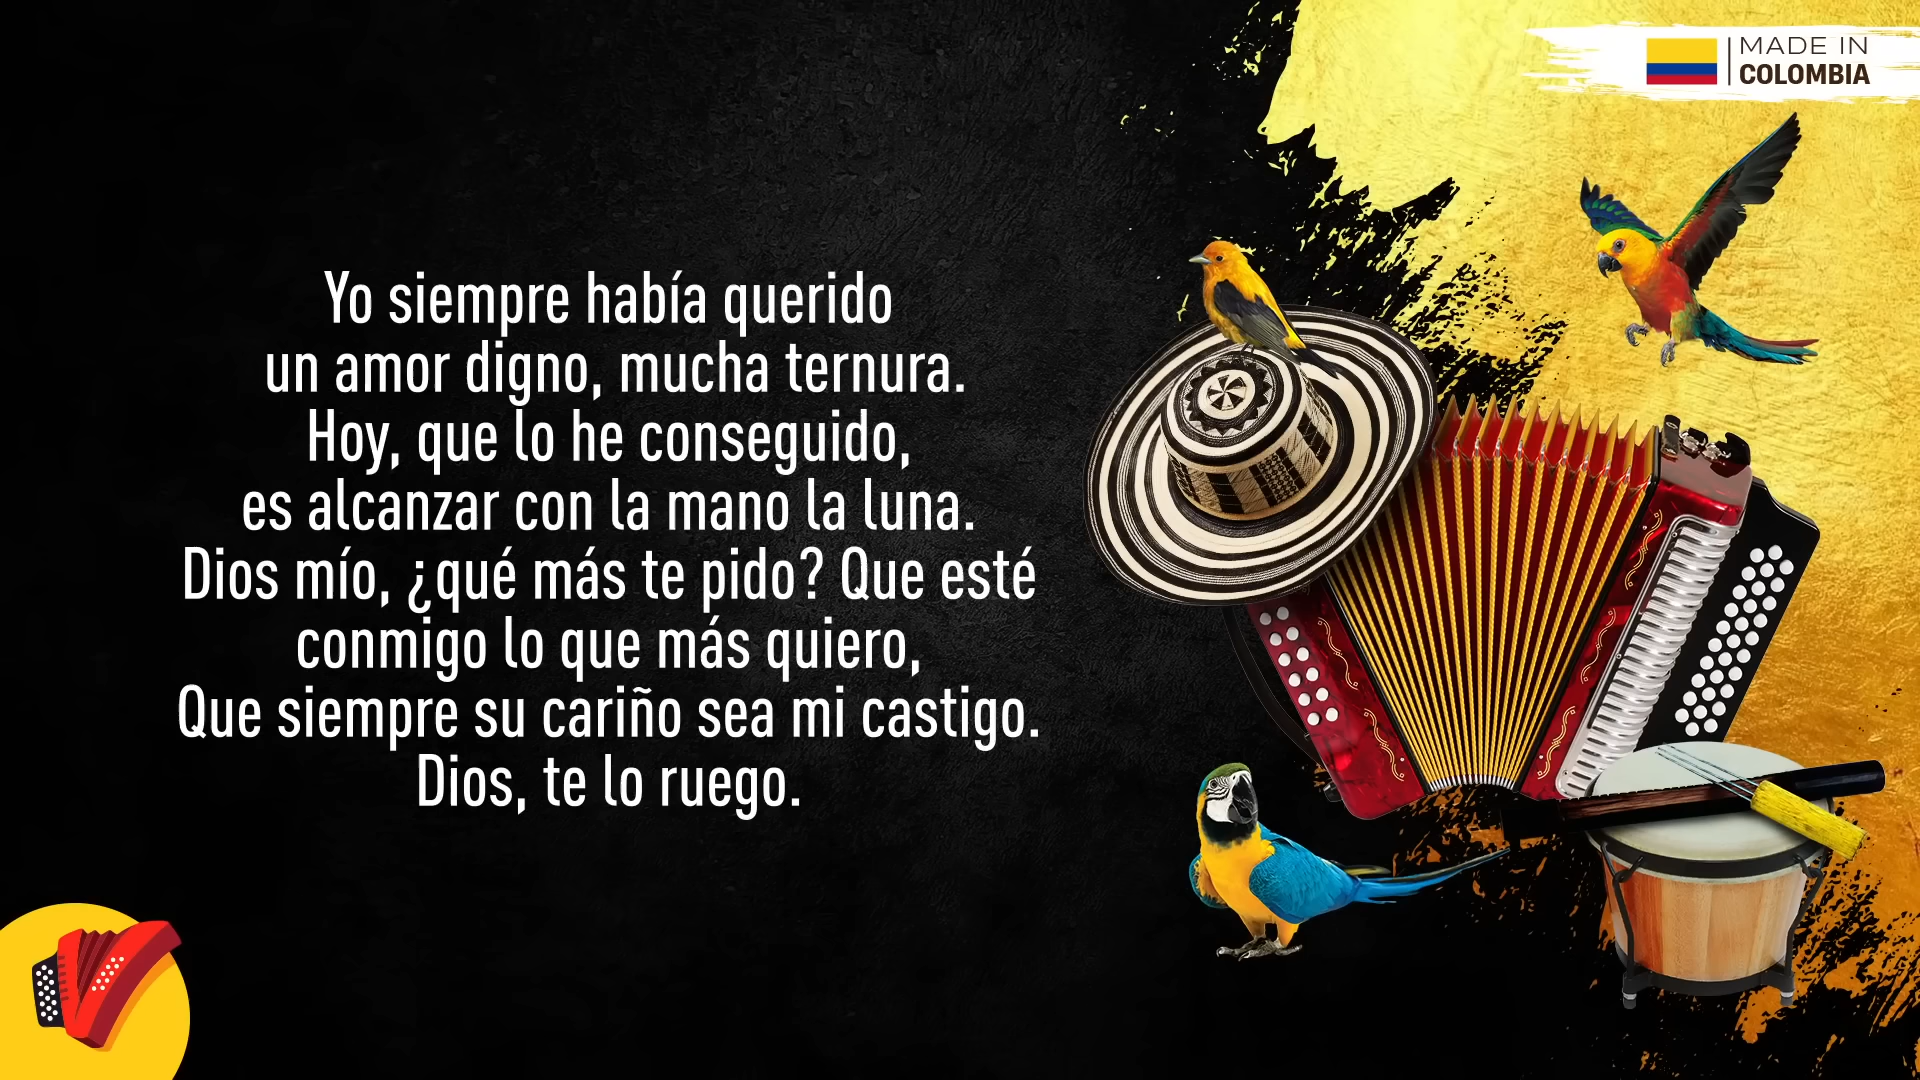 MADE IN
COLOMBIA
Yo siempre había querido
un amor digno, mucha ternura.
Hoy, que lo he conseguido,
es alcanzar con la mano la luna.
Dios mío, ¿qué más te pido? Que esté
conmigo lo que más quiero,
Que siempre su cariño sea mi castigo.
Dios, te lo ruego.